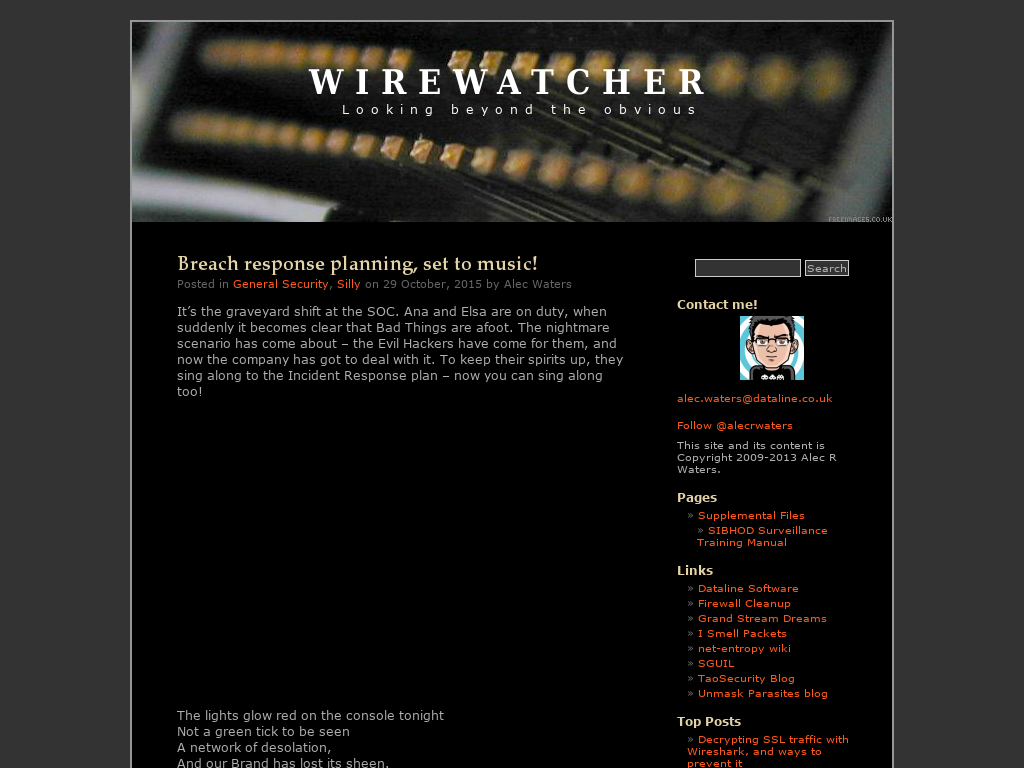 WIREWATCHER
Looking beyond the obvious
FREEIMAGES.CO.UK
Breach response planning, set to music!
Posted in General Security, Silly on 29 October, 2015 by Alec Waters
It's the graveyard shift at the SOC. Ana and Elsa are on duty, when
suddenly it becomes clear that Bad Things are afoot. The nightmare
scenario has come about – the Evil Hackers have come for them, and
now the company has got to deal with it. To keep their spirits up, they
sing along to the Incident Response plan – now you can sing along
too!
The lights glow red on the console tonight
Not a green tick to be seen
A network of desolation,
And our Brand has lost its sheen.
Search
Contact me!
alec.waters@dataline.co.uk
Follow @alecrwaters
This site and its content is
Copyright 2009-2013 Alec R
Waters.
Pages
» Supplemental Files
» SIBHOD Surveillance
Training Manual
Links
» Dataline Software
» Firewall Cleanup
» Grand Stream Dreams
» I Smell Packets
» net-entropy wiki
» SGUIL
» TaoSecurity Blog
» Unmask Parasites blog
Top Posts
» Decrypting SSL traffic with
Wireshark, and ways to
prevent it